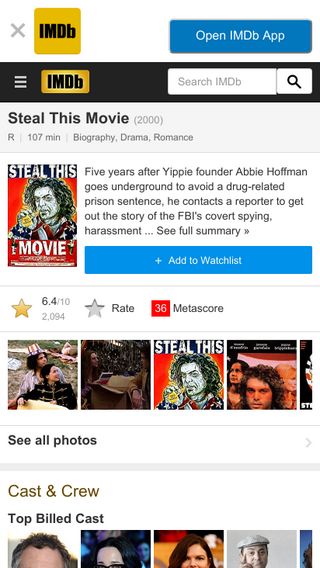 IMDb
Open IMDb App
IMDb
Search IMDb
Steal This Movie (2000)
R | 107 min | Biography, Drama, Romance
STEAL THIS
MOVIE
Five years after Yippie founder Abbie Hoffman
goes underground to avoid a drug-related
prison sentence, he contacts a reporter to get
out the story of the FBI's covert spying,
harassment ... See full summary »
+ Add to Watchlist
6.4/10
2,094
Rate
36 Metascore
STEAL THIS
See all photos
Cast & Crew
Top Billed Cast